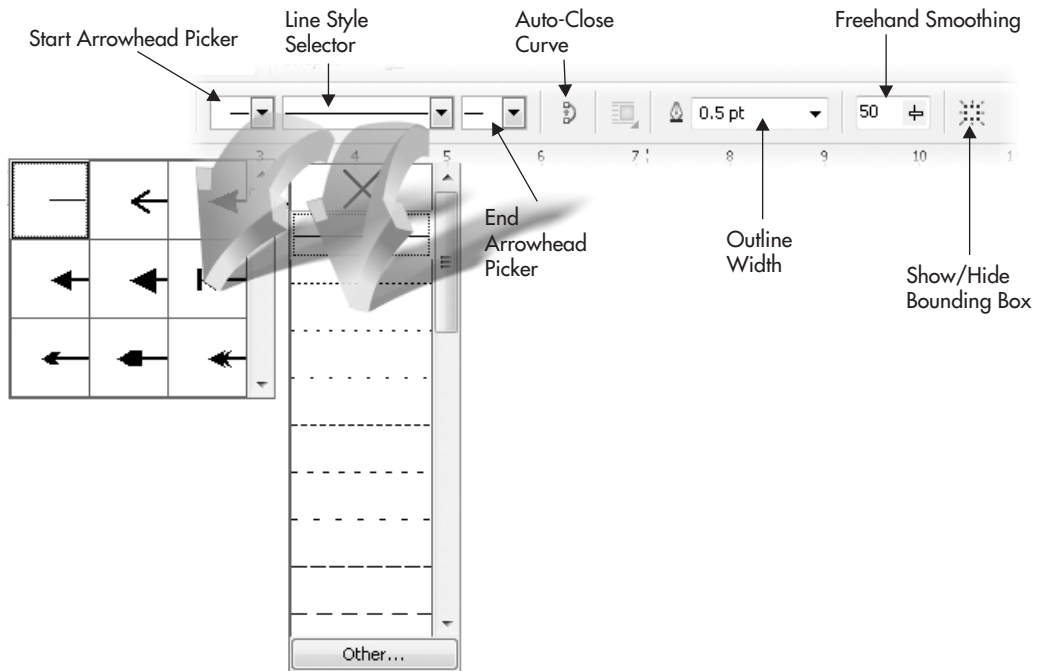 Start Arrowhead Picker
Line Style
Selector
Auto-Close
Curve
Freehand Smoothing
0.5 pt
50
3
4
5
6
7
8
9
10
End
Arrowhead
Picker
Outline
Width
Show/Hide
Bounding Box
Other...